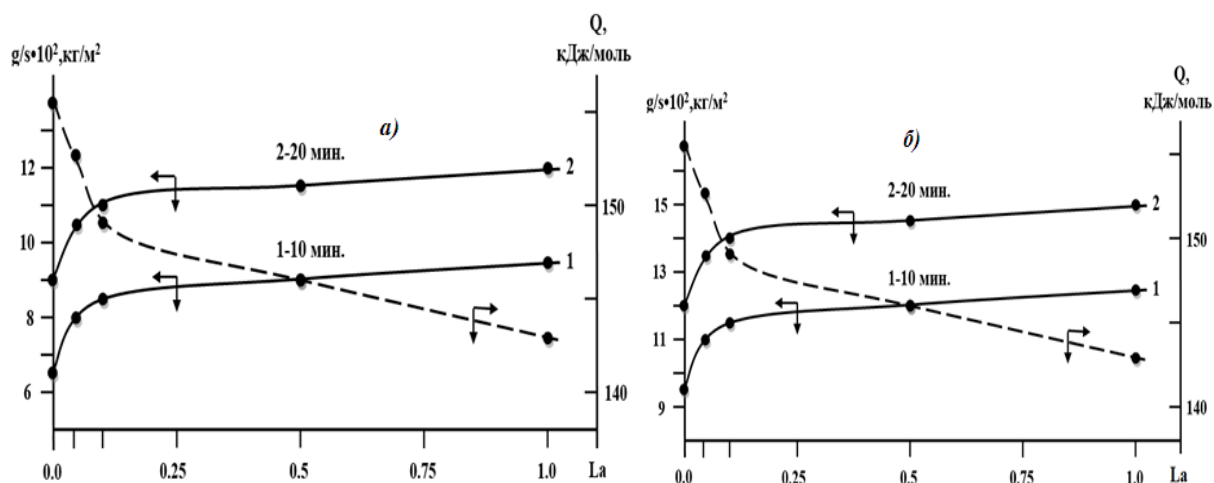 g/s•10²,кг/м²
Q,
кДж/моль
а)
2-20 мин.
2
12
150
10
1-10 мин.
1
8
6
140
0.0
0.25
0.5
0.75
1.0
La
g/s•10²,кг/м²
Q,
кДж/моль
б)
2-20 мин.
2
15
150
13
1-10 мин.
1
11
9
140
0.0
0.25
0.5
0.75
1.0
La